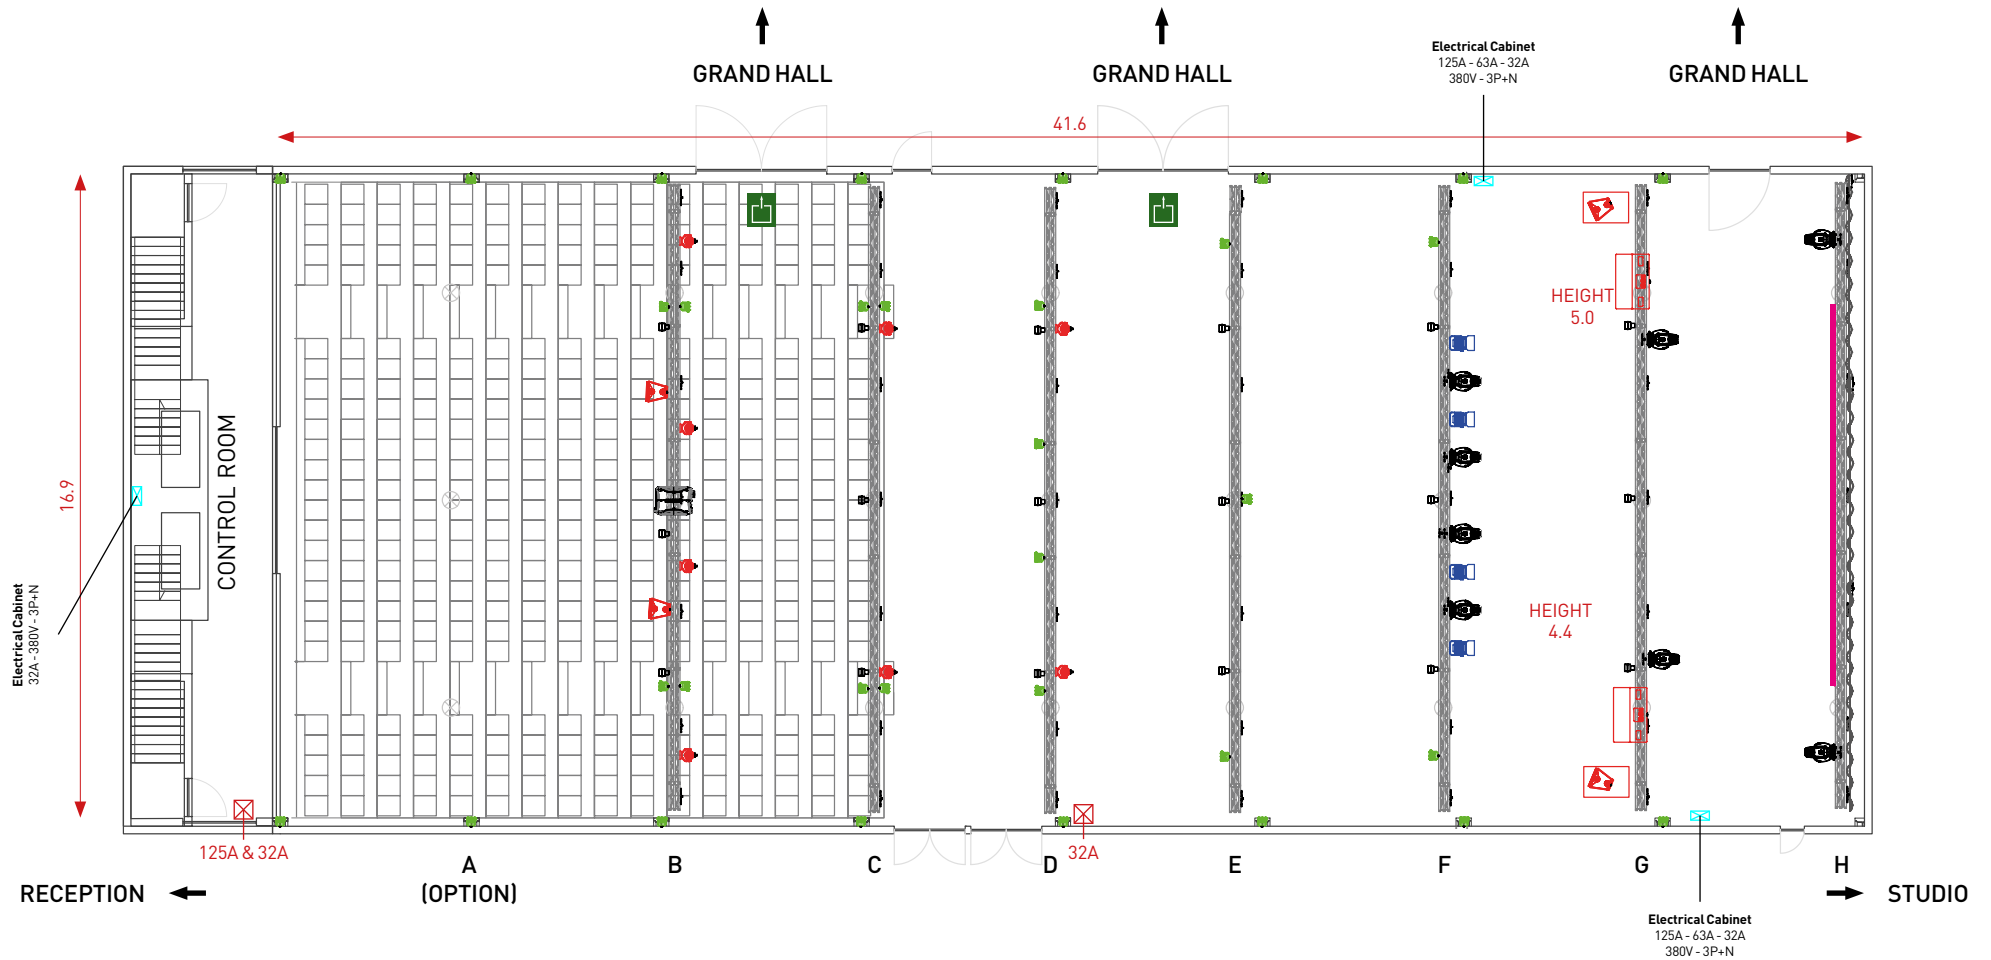 GRAND HALL
GRAND HALL
Electrical Cabinet
125A - 63A - 32A
380V - 3P+N
GRAND HALL
41.6
16.9
CONTROL ROOM
Electrical Cabinet
32A - 380V - 3P+N
HEIGHT
5.0
HEIGHT
4.4
125A & 32A
32A
A
(OPTION)
B
C
D
E
F
G
H
RECEPTION
STUDIO
Electrical Cabinet
125A - 63A - 32A
380V - 3P+N